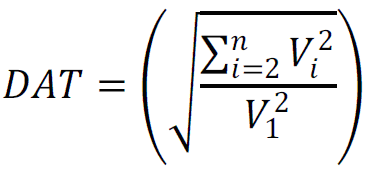 DAT = (√(∑_{i=2}^{n} V_i^2 / V_1^2))